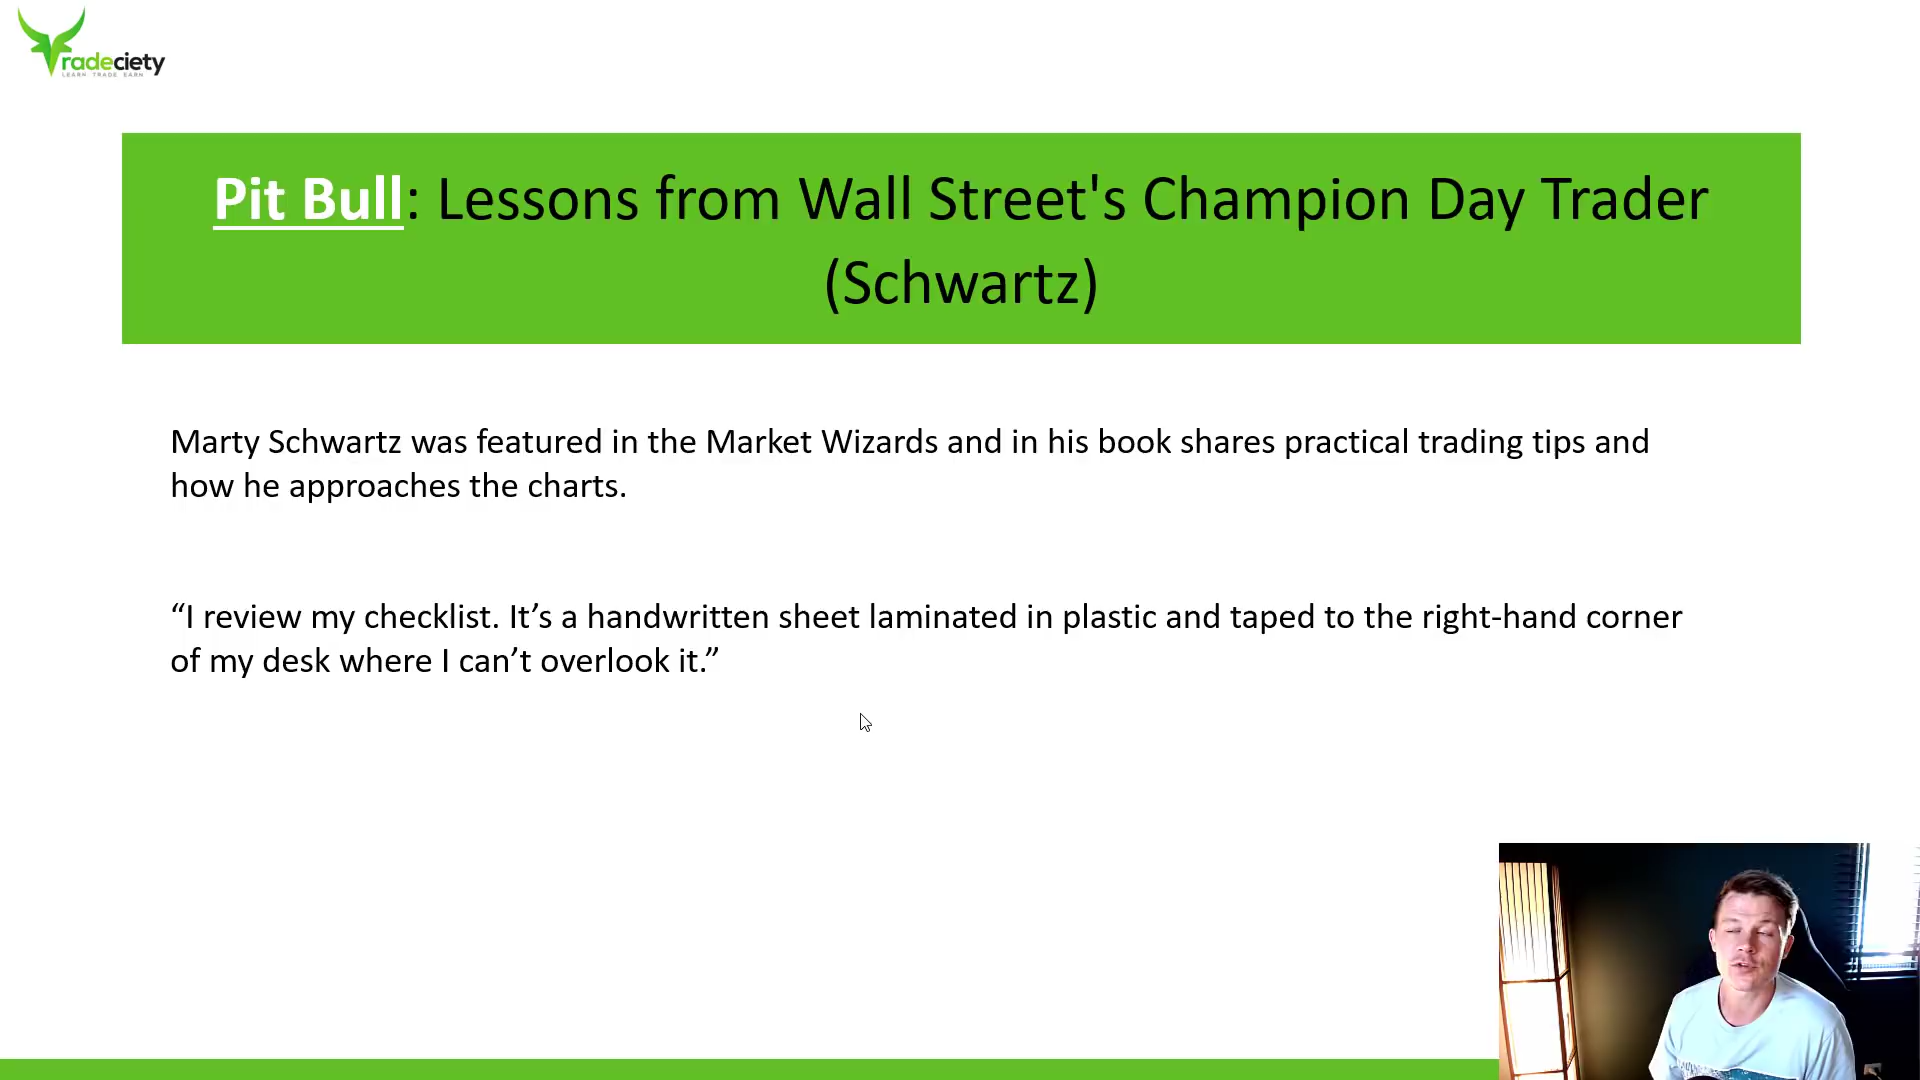 Tradeciety
LEARN TRADE EARN
Pit Bull: Lessons from Wall Street's Champion Day Trader
(Schwartz)
Marty Schwartz was featured in the Market Wizards and in his book shares practical trading tips and
how he approaches the charts.
“I review my checklist. It’s a handwritten sheet laminated in plastic and taped to the right-hand corner
of my desk where I can’t overlook it.”